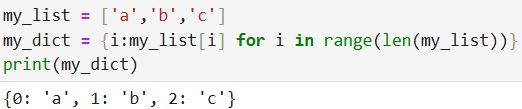 my_list = ['a','b','c']
my_dict = {i:my_list[i] for i in range(len(my_list))}
print(my_dict)
{0: 'a', 1: 'b', 2: 'c'}